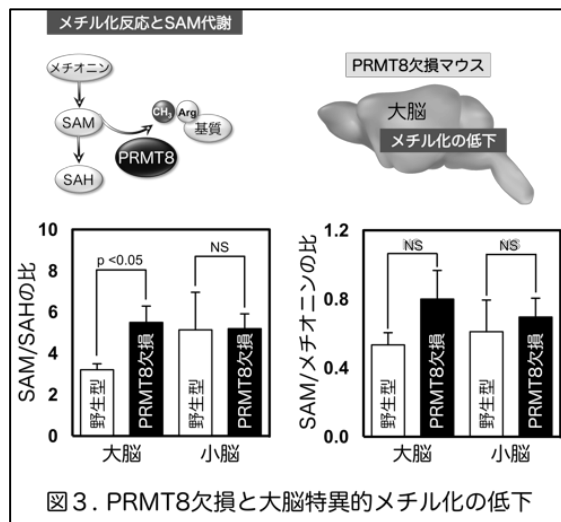 メチル化反応とSAM代謝
メチオニン
SAM
SAH
CH₃
Arg
基質
PRMT8
PRMT8欠損マウス
大脳
メチル化の低下
SAM/SAHの比
10
8
6
4
2
0
p <0.05
NS
野生型
PRMT8欠損
野生型
PRMT8欠損
大脳
小脳
SAM/メチオニンの比
1.2
0.8
0.4
0.0
NS
NS
野生型
PRMT8欠損
野生型
PRMT8欠損
大脳
小脳
図3. PRMT8欠損と大脳特異的メチル化の低下